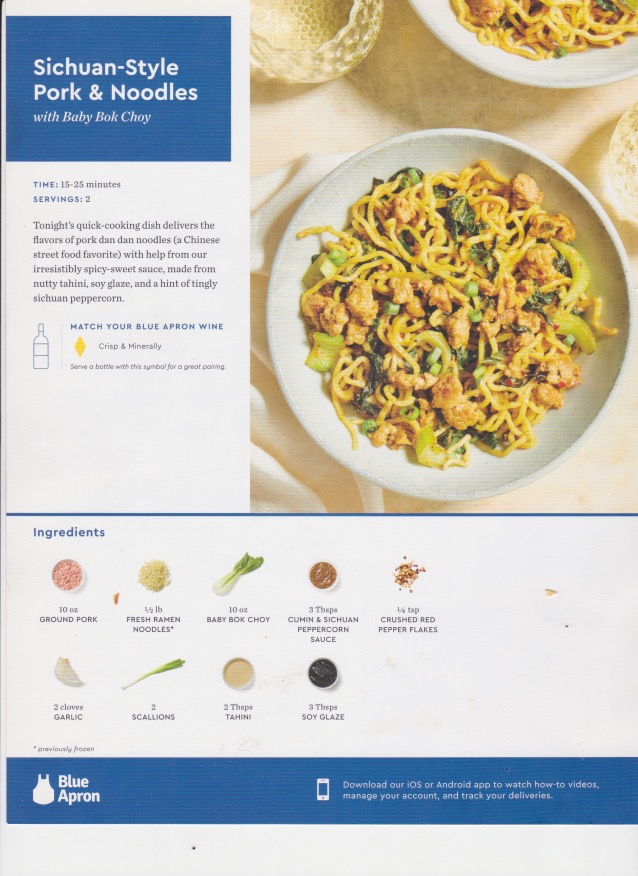 Sichuan-Style
Pork & Noodles
with Baby Bok Choy
TIME: 15-25 minutes
SERVINGS: 2
Tonight's quick-cooking dish delivers the
flavors of pork dan dan noodles (a Chinese
street food favorite) with help from our
irresistibly spicy-sweet sauce, made from
nutty tahini, soy glaze, and a hint of tingly
sichuan peppercorn.
MATCH YOUR BLUE APRON WINE
Crisp & Minerally
Serve a bottle with this symbol for a great pairing.
Ingredients
10 oz
GROUND PORK
½ lb
FRESH RAMEN
NOODLES*
10 oz
BABY BOK CHOY
3 Tbsps
CUMIN & SICHUAN
PEPPERCORN
SAUCE
¼ tsp
CRUSHED RED
PEPPER FLAKES
2 cloves
GARLIC
2
SCALLIONS
2 Tbsps
TAHINI
3 Tbsps
SOY GLAZE
* previously frozen
Blue
Apron
Download our iOS or Android app to watch how-to videos,
manage your account, and track your deliveries.